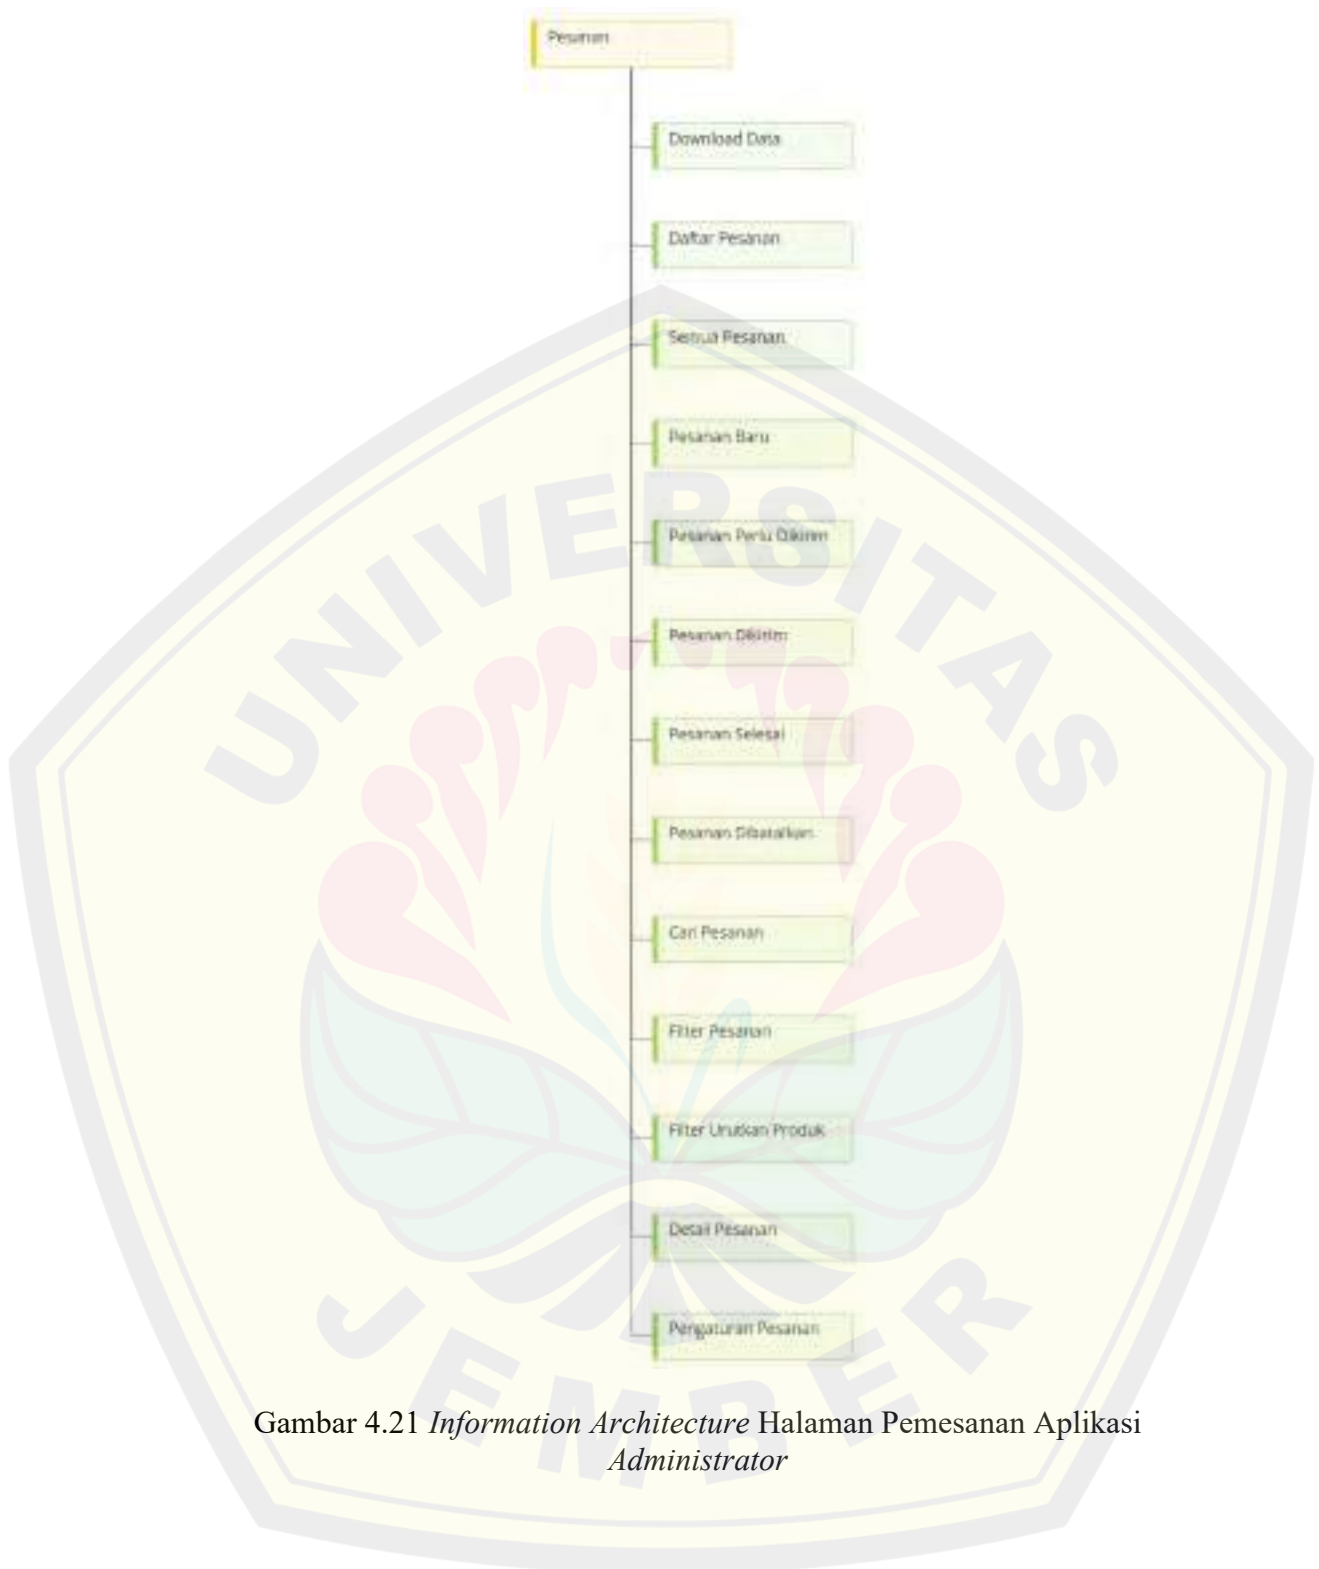 Pesanan
Download Data
Daftar Pesanan
Semua Pesanan
Pesanan Baru
Pesanan Perlu Dikirim
Pesanan Dikirim
Pesanan Selesai
Pesanan Dibatalkan
Cari Pesanan
Filter Pesanan
Filter Urutkan Produk
Detail Pesanan
Pengaturan Pesanan
UNIVERSITAS
JEMBER
Gambar 4.21 Information Architecture Halaman Pemesanan Aplikasi
Administrator